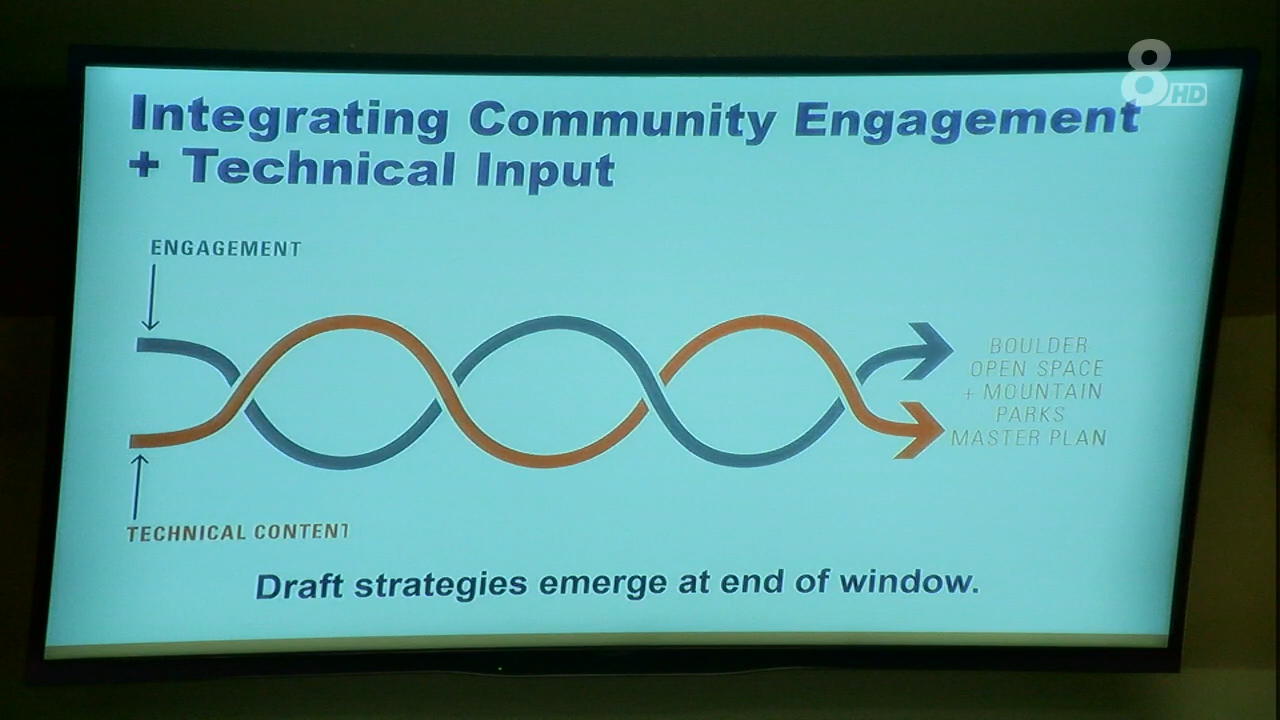 8HD
Integrating Community Engagement
+ Technical Input
ENGAGEMENT
BOULDER
OPEN SPACE
+ MOUNTAIN
PARKS
MASTER PLAN
TECHNICAL CONTENT
Draft strategies emerge at end of window.